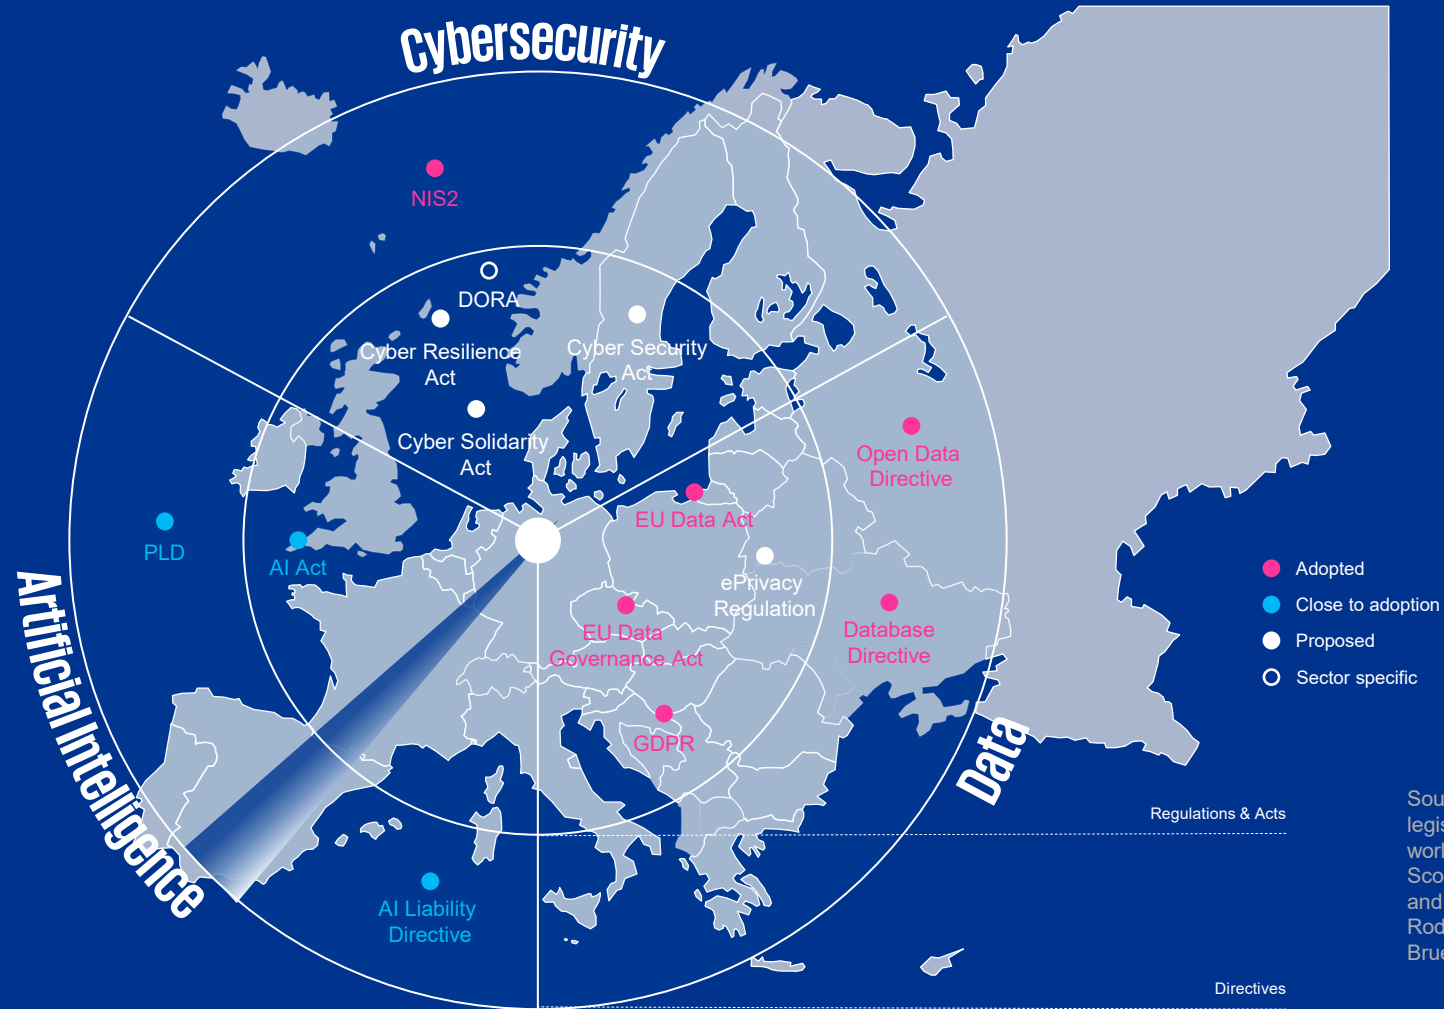 Cybersecurity
NIS2
DORA
Cyber Resilience
Act
Cyber Security
Act
Cyber Solidarity
Act
Open Data
Directive
EU Data Act
PLD
AI Act
ePrivacy
Regulation
EU Data
Governance Act
Database
Directive
GDPR
AI Liability
Directive
Artificial Intelligence
Data
Adopted
Close to adoption
Proposed
Sector specific
Regulations & Acts
Directives